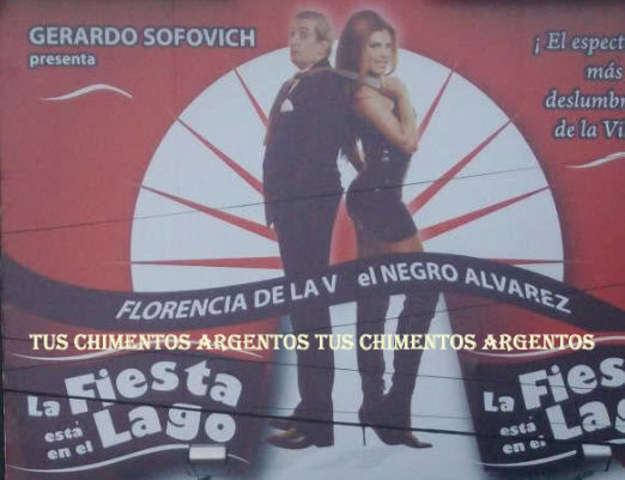 GERARDO SOFOVICH
presenta
¡ El espect
más
deslumbr
de la Vi
FLORENCIA DE LA V el NEGRO ALVAREZ
TUS CHIMENTOS ARGENTOS TUS CHIMENTOS ARGENTOS
La Fiesta
está
en el Lago
La Fies
está
en el Lag